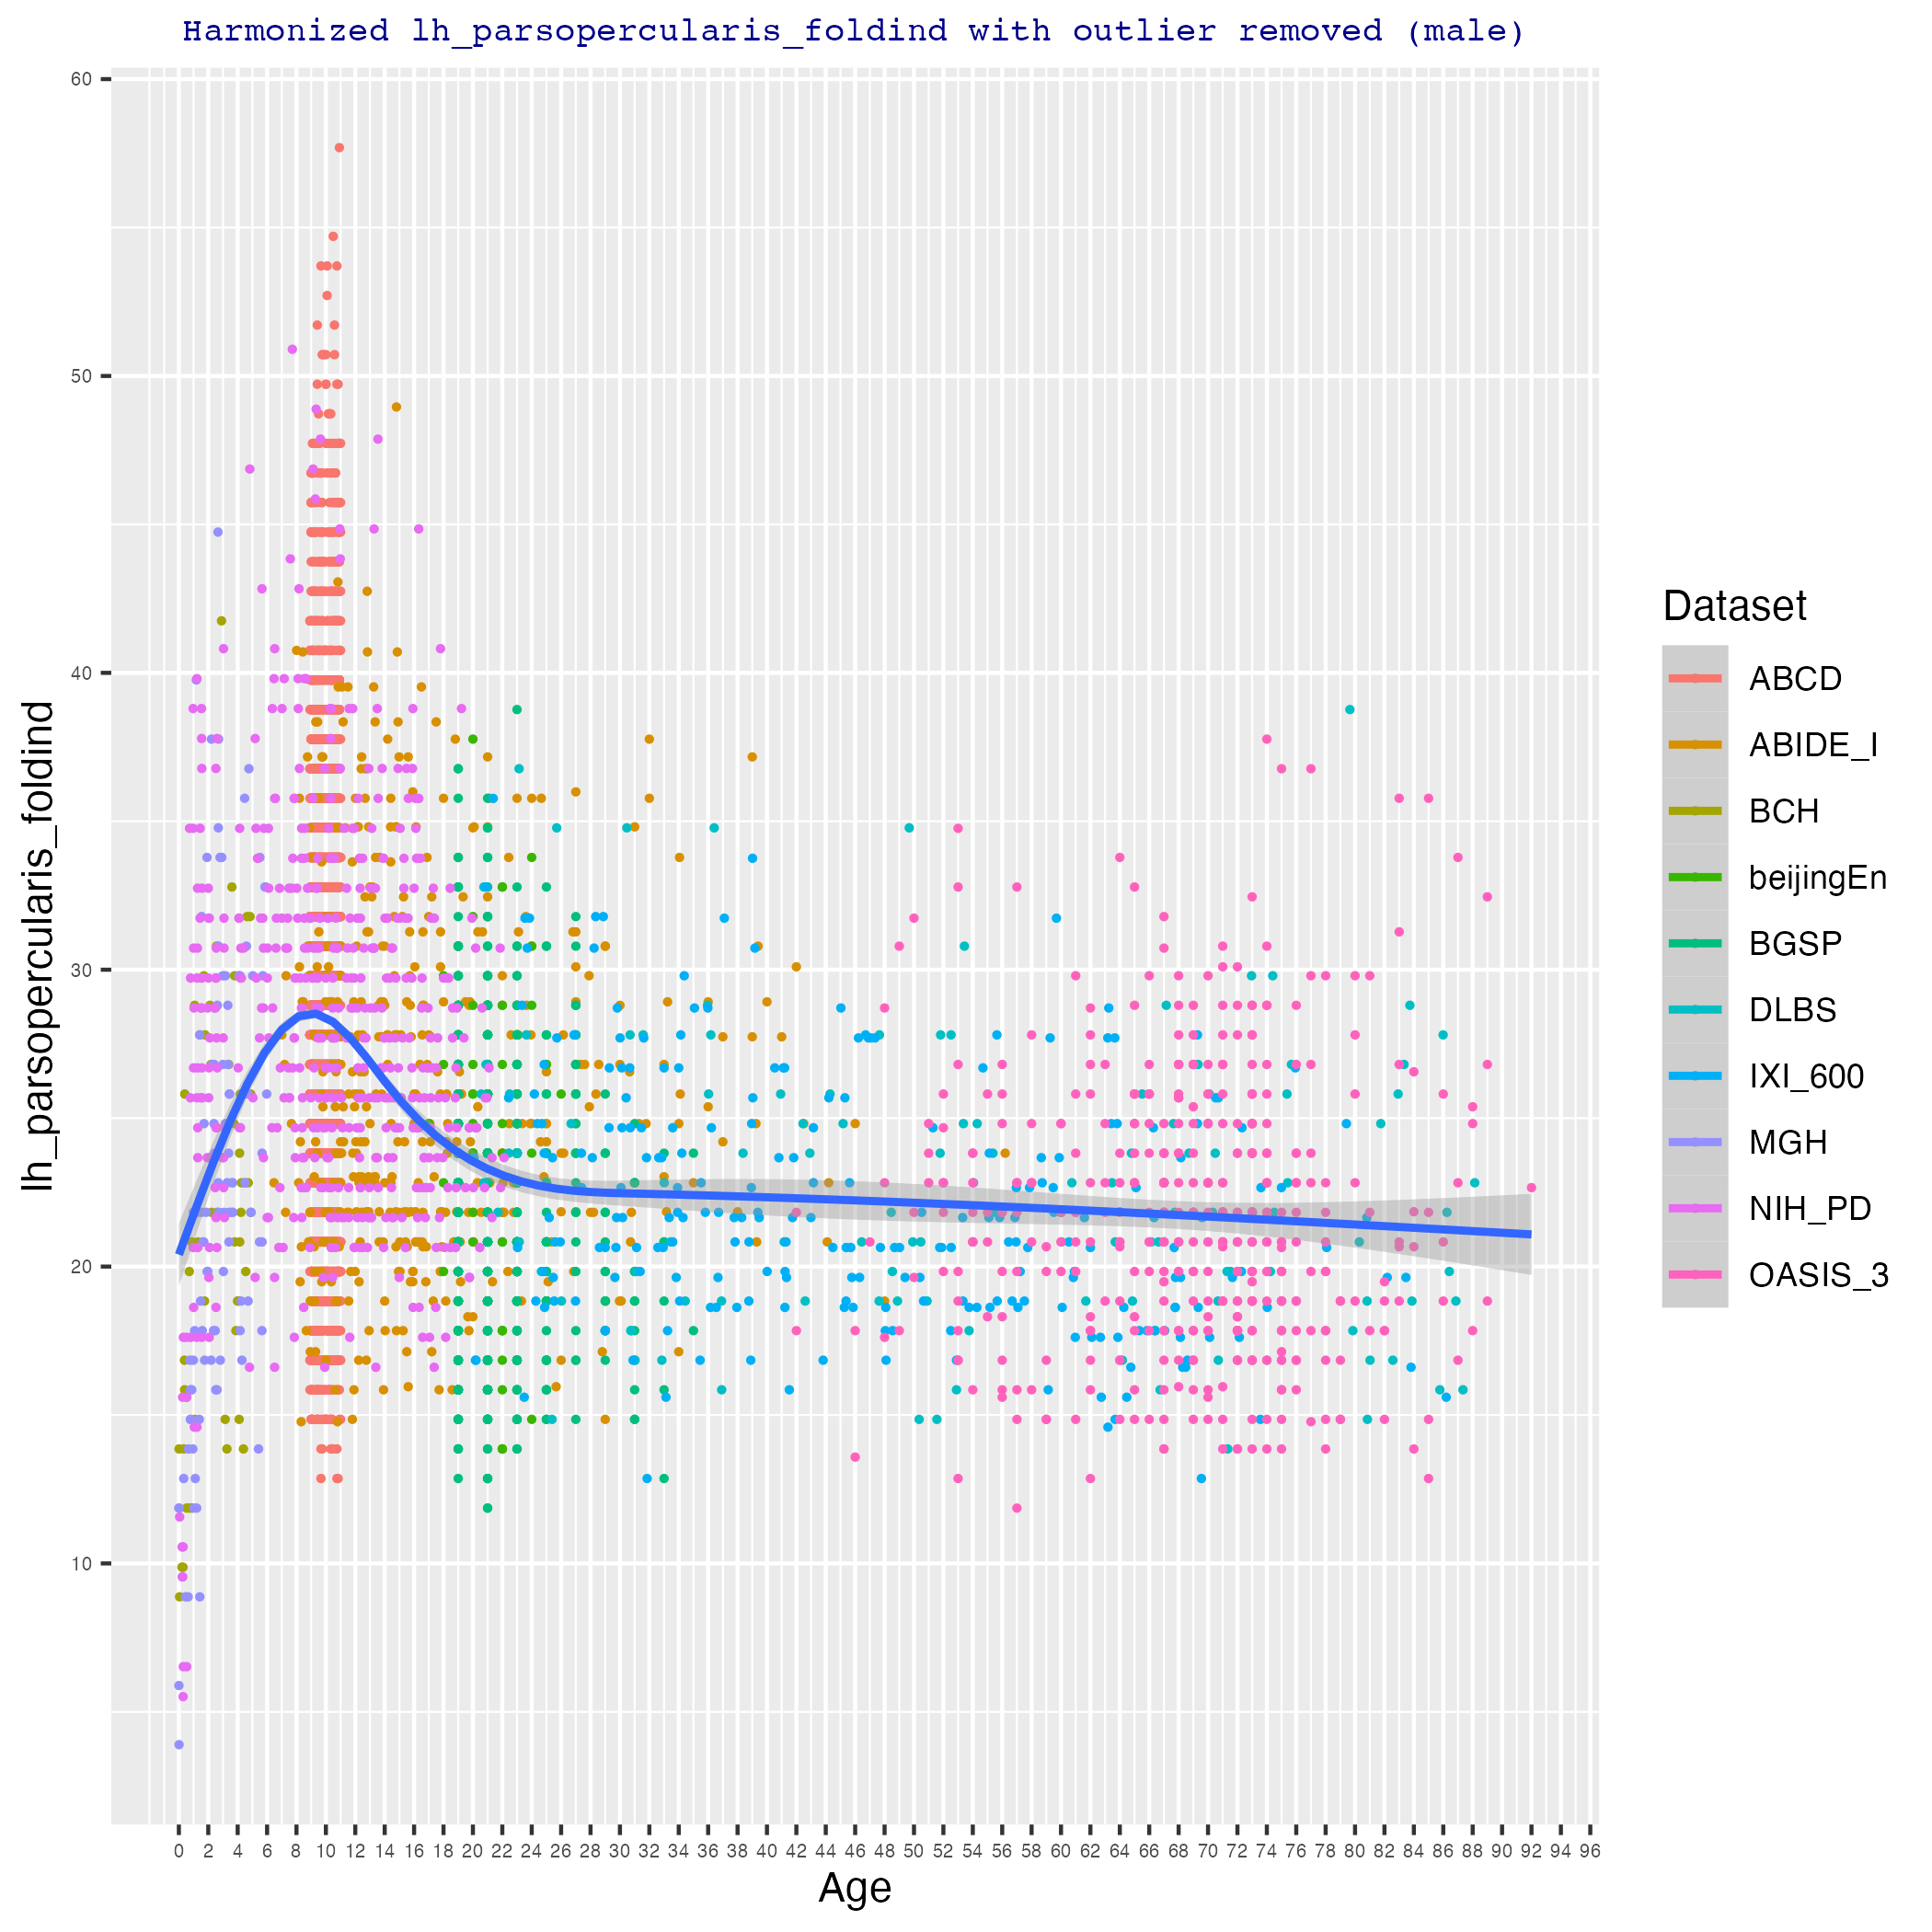 Harmonized lh_parsopercularis_foldind with outlier removed (male)
60
50
40
30
20
10
lh_parsopercularis_foldind
0 2 4 6 8 10 12 14 16 18 20 22 24 26 28 30 32 34 36 38 40 42 44 46 48 50 52 54 56 58 60 62 64 66 68 70 72 74 76 78 80 82 84 86 88 90 92 94 96
Age
Dataset
ABCD
ABIDE_I
BCH
beijingEn
BGSP
DLBS
IXI_600
MGH
NIH_PD
OASIS_3